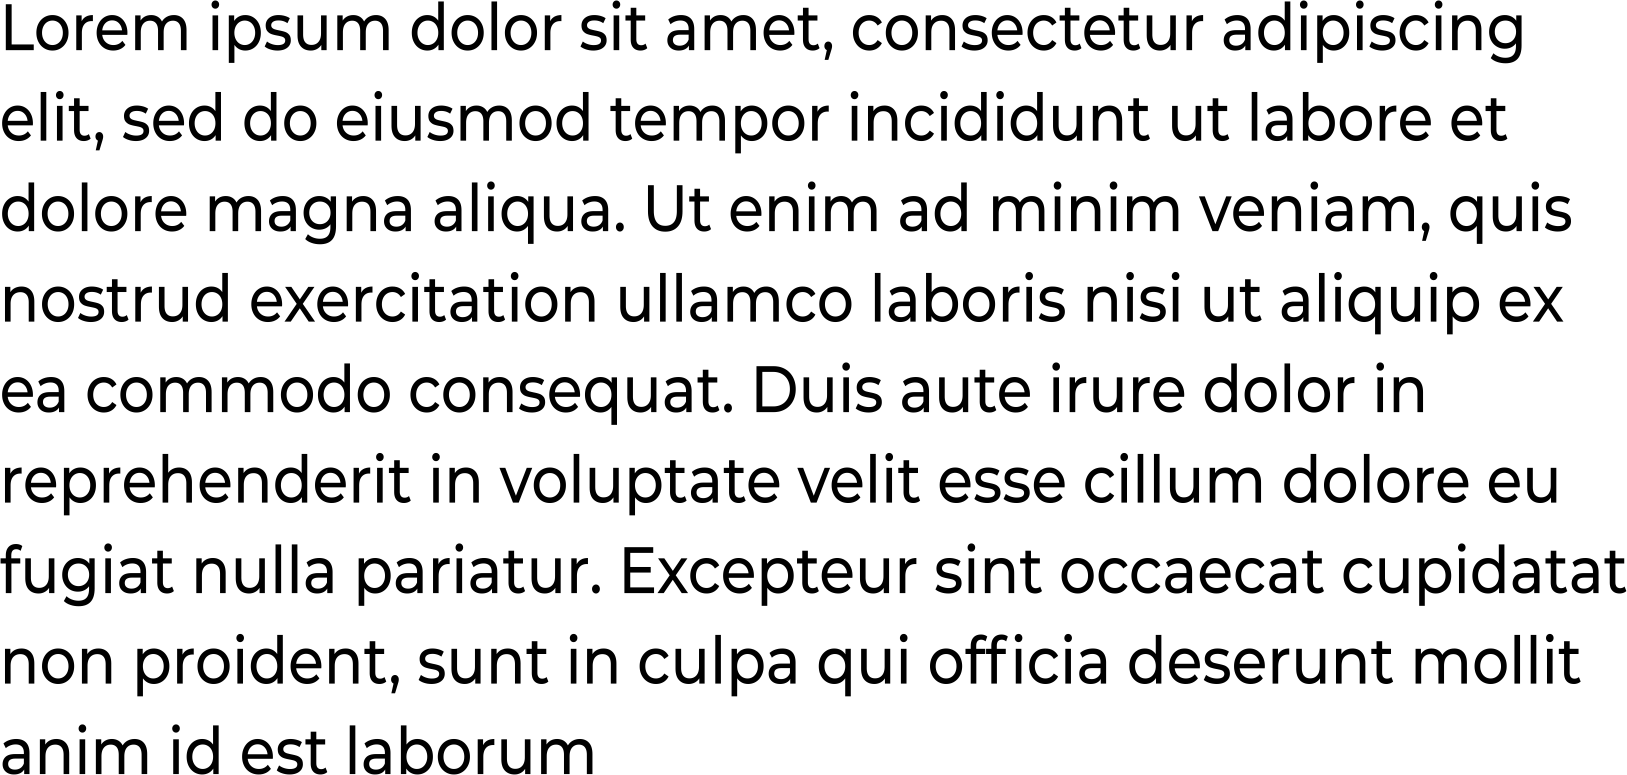 Lorem ipsum dolor sit amet, consectetur adipiscing
elit, sed do eiusmod tempor incididunt ut labore et
dolore magna aliqua. Ut enim ad minim veniam, quis
nostrud exercitation ullamco laboris nisi ut aliquip ex
ea commodo consequat. Duis aute irure dolor in
reprehenderit in voluptate velit esse cillum dolore eu
fugiat nulla pariatur. Excepteur sint occaecat cupidatat
non proident, sunt in culpa qui officia deserunt mollit
anim id est laborum